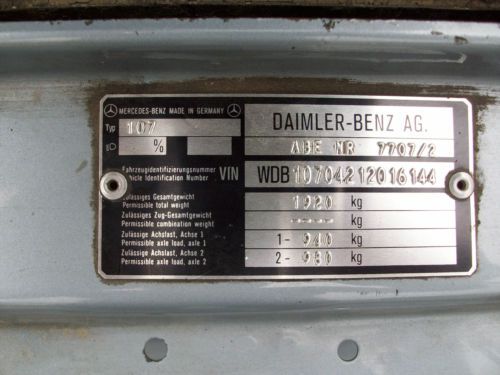 MERCEDES-BENZ MADE IN GERMANY
DAIMLER-BENZ AG.
Typ 107
%
ABE NR 7707/2
Fahrzeugidentifizierungsnummer
Vehicle Identification Number VIN WDB 10704212016144
Zulässiges Gesamtgewicht
Permissible total weight 1920 kg
Zulässiges Zug-Gesamtgewicht
Permissible combination weight ---- kg
Zulässige Achslast, Achse 1
Permissible axle load, axle 1 1- 940 kg
Zulässige Achslast, Achse 2
Permissible axle load, axle 2 2- 980 kg